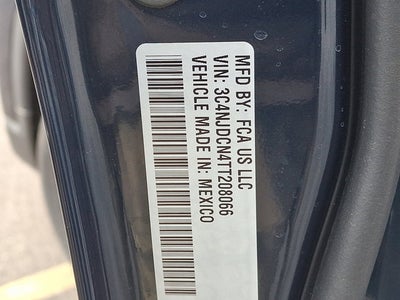 MFD BY: FCA US LLC
VIN: 3C4NJDCN4TT208066
VEHICLE MADE IN: MEXICO